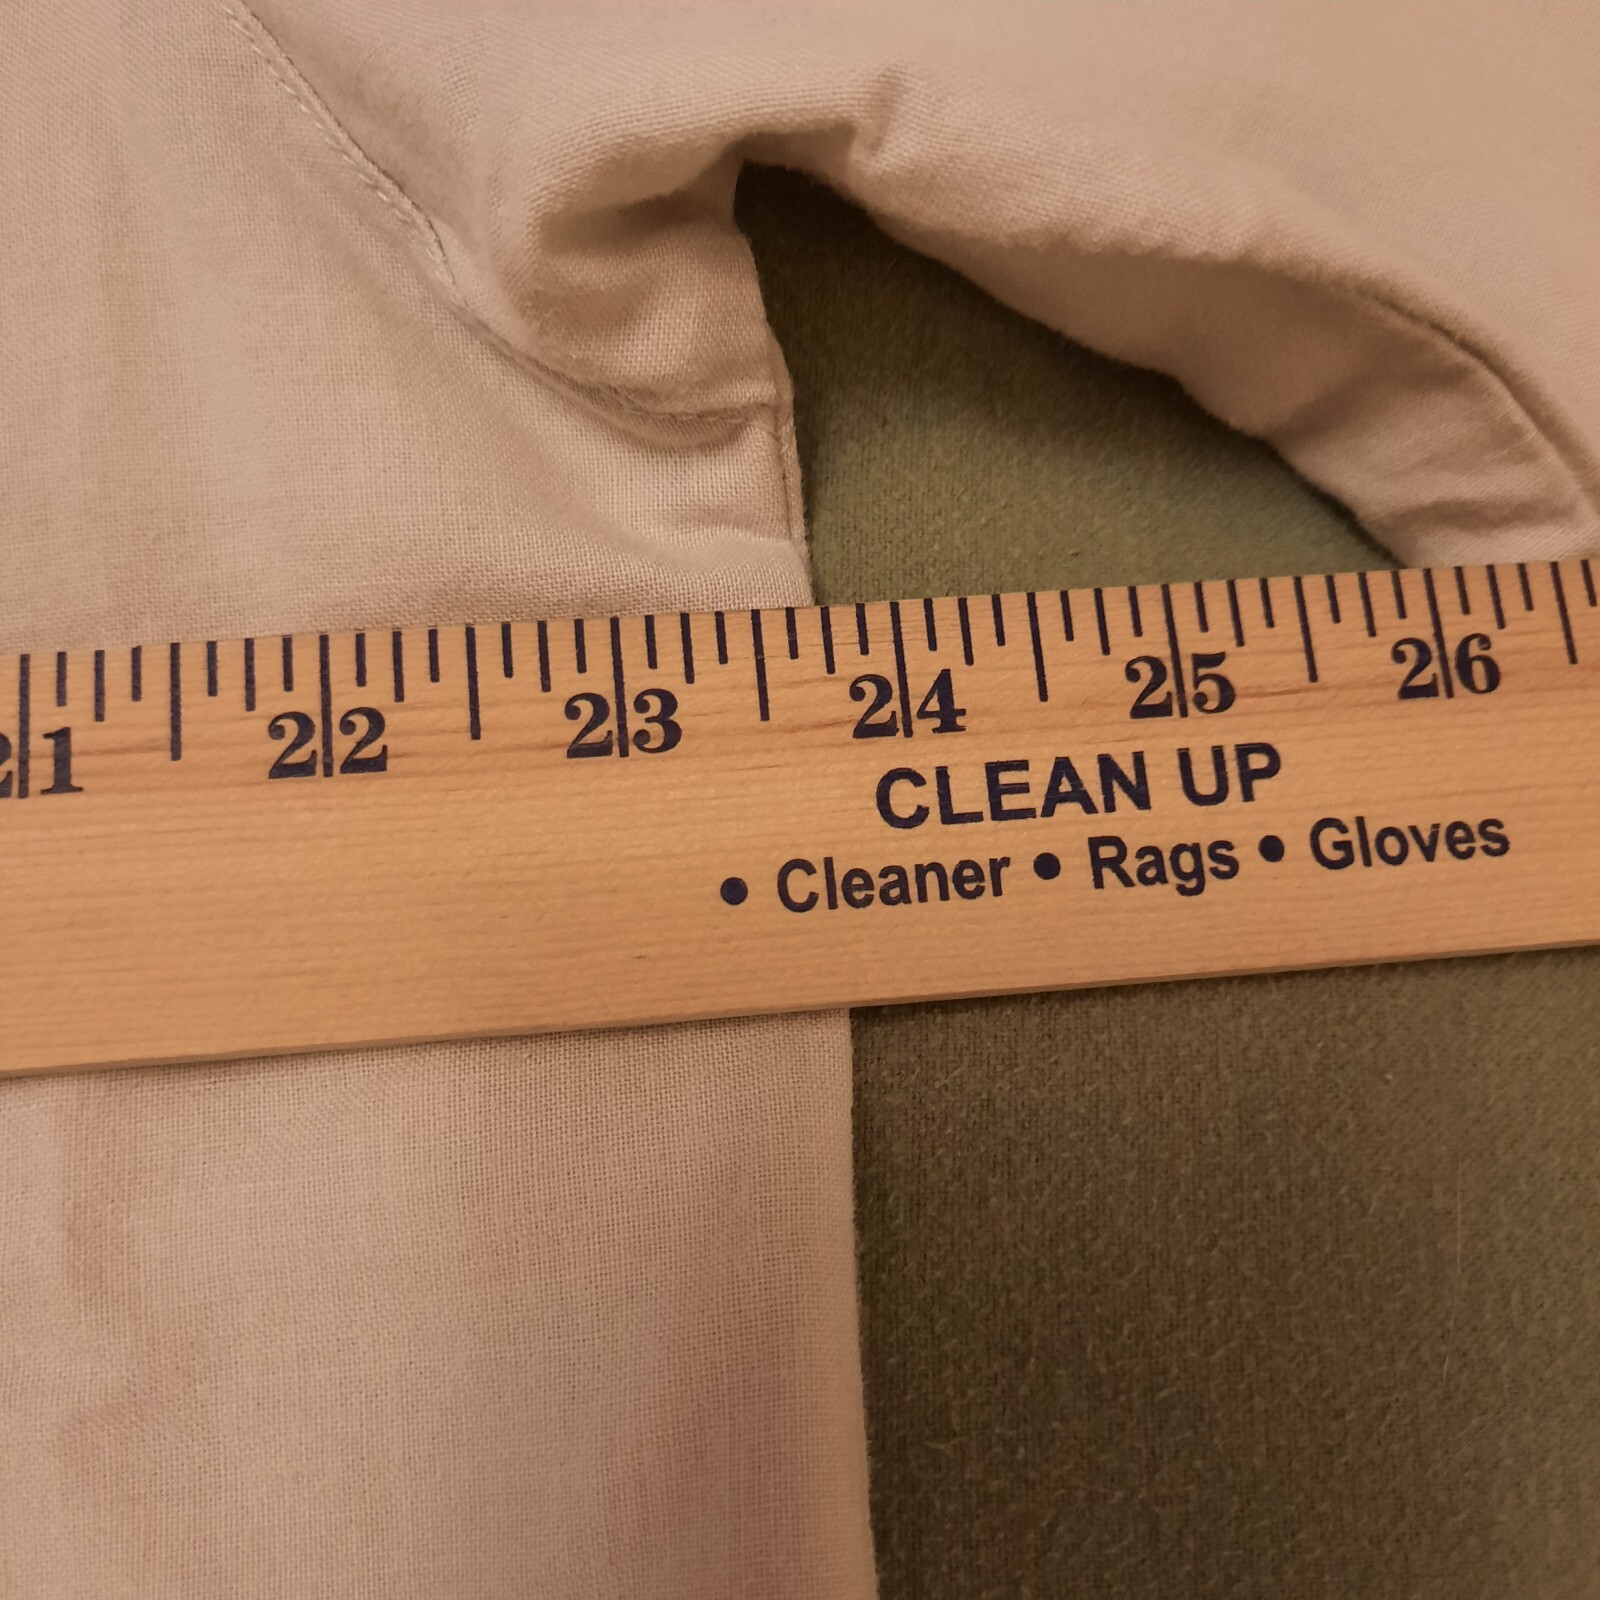 21 22 23 24 25 26
CLEAN UP
• Cleaner • Rags • Gloves